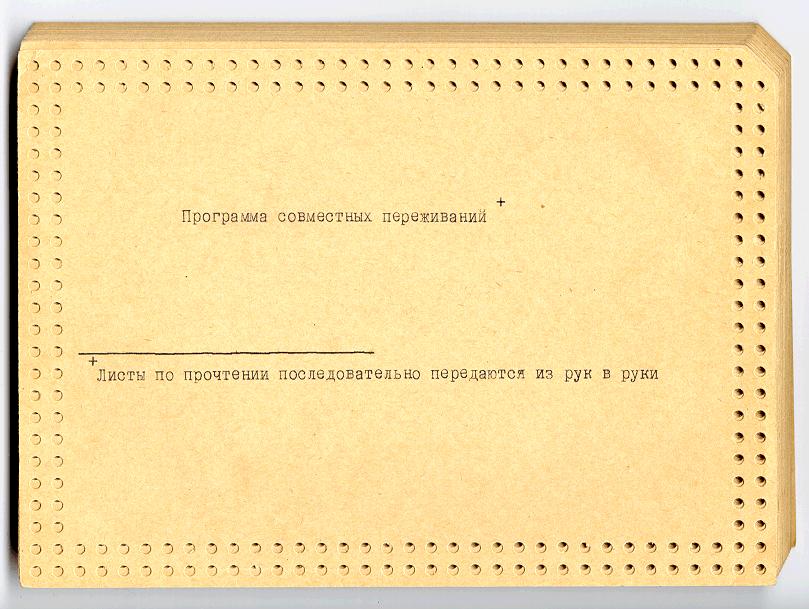 Программа совместных переживаний +
+ Листы по прочтении последовательно передаются из рук в руки